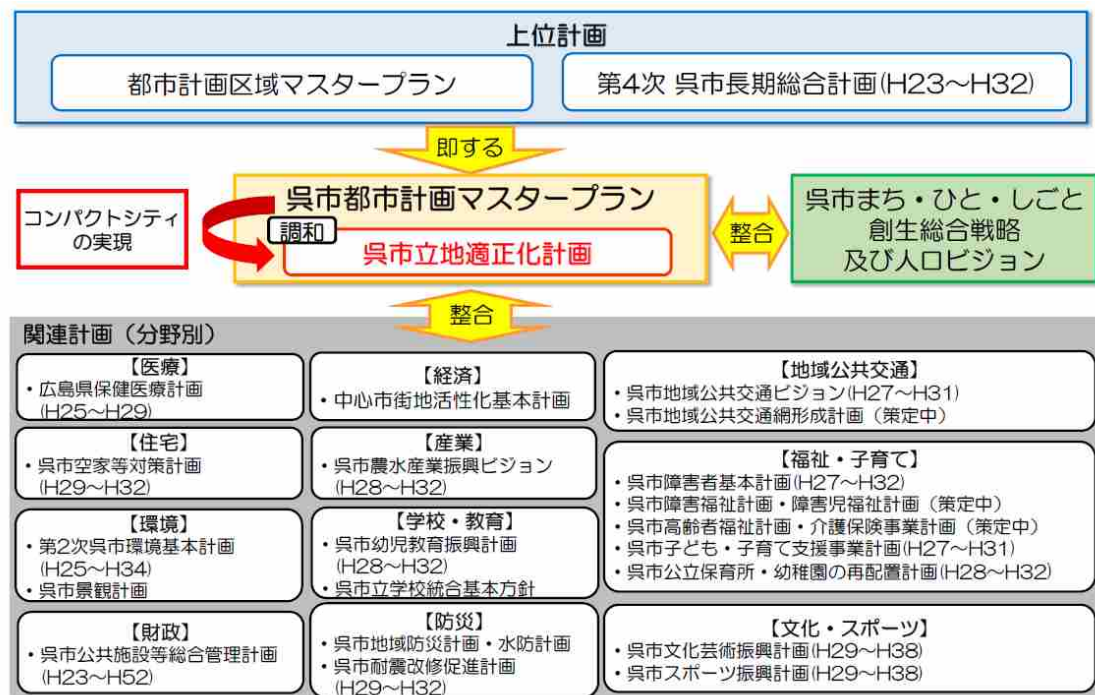 上位計画
都市計画区域マスタープラン
第4次 呉市長期総合計画(H23～H32)
即する
コンパクトシティ
の実現
呉市都市計画マスタープラン
調和
呉市立地適正化計画
整合
呉市まち・ひと・しごと
創生総合戦略
及び人口ビジョン
整合
関連計画（分野別）
【医療】
・広島県保健医療計画
(H25～H29)
【経済】
・中心市街地活性化基本計画
【地域公共交通】
・呉市地域公共交通ビジョン(H27～H31)
・呉市地域公共交通網形成計画（策定中）
【住宅】
・呉市空家等対策計画
(H29～H32)
【産業】
・呉市農水産業振興ビジョン
(H28～H32)
【福祉・子育て】
・呉市障害者基本計画(H27～H32)
・呉市障害福祉計画・障害児福祉計画（策定中）
・呉市高齢者福祉計画・介護保険事業計画（策定中）
・呉市子ども・子育て支援事業計画(H27～H31)
・呉市公立保育所・幼稚園の再配置計画(H28～H32)
【環境】
・第2次呉市環境基本計画
(H25～H34)
・呉市景観計画
【学校・教育】
・呉市幼児教育振興計画
(H28～H32)
・呉市立学校統合基本方針
【財政】
・呉市公共施設等総合管理計画
(H23～H52)
【防災】
・呉市地域防災計画・水防計画
・呉市耐震改修促進計画
(H29～H32)
【文化・スポーツ】
・呉市文化芸術振興計画(H29～H38)
・呉市スポーツ振興計画(H29～H38)